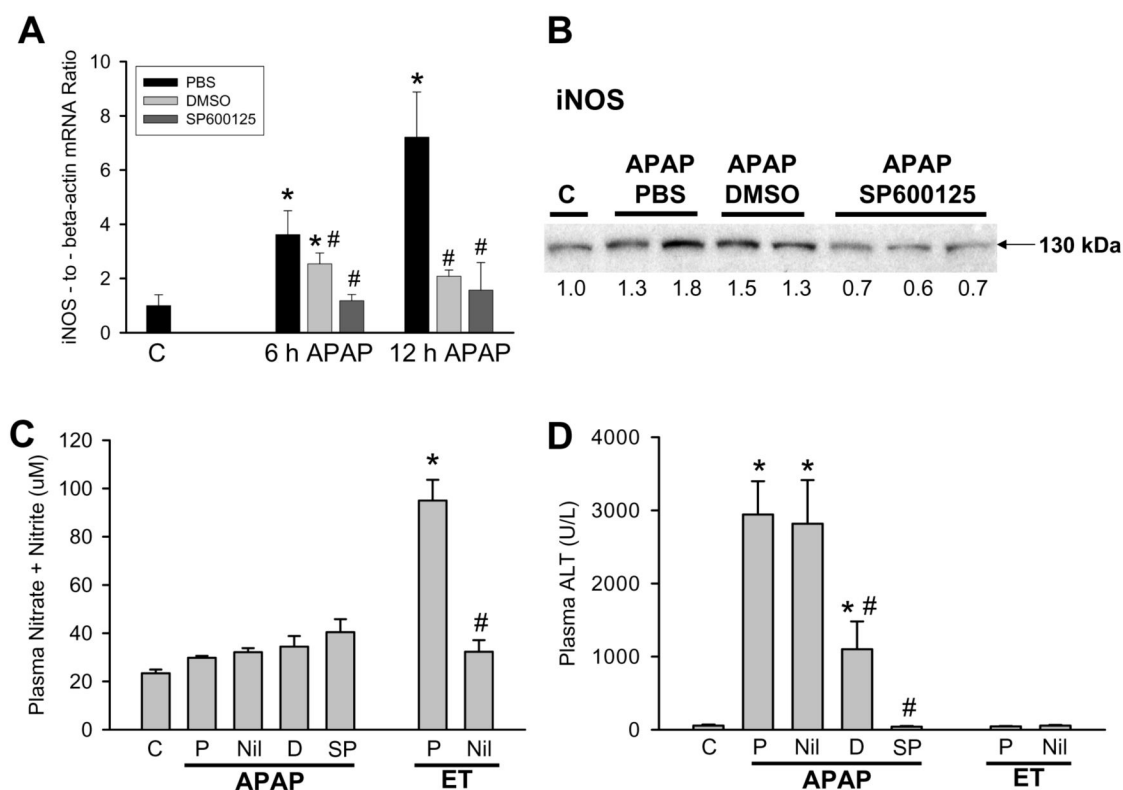 A
iNOS - to - beta-actin mRNA Ratio
10
8
6
4
2
0
PBS
DMSO
SP600125
*
* #
#
*
#
#
C
6 h APAP
12 h APAP
B
iNOS
C
APAP
PBS
APAP
DMSO
APAP
SP600125
130 kDa
1.0 1.3 1.8 1.5 1.3 0.7 0.6 0.7
C
Plasma Nitrate + Nitrite (uM)
120
100
80
60
40
20
0
*
#
C P Nil D SP P Nil
APAP ET
D
Plasma ALT (U/L)
4000
3000
2000
1000
0
* *
* #
#
C P Nil D SP P Nil
APAP ET